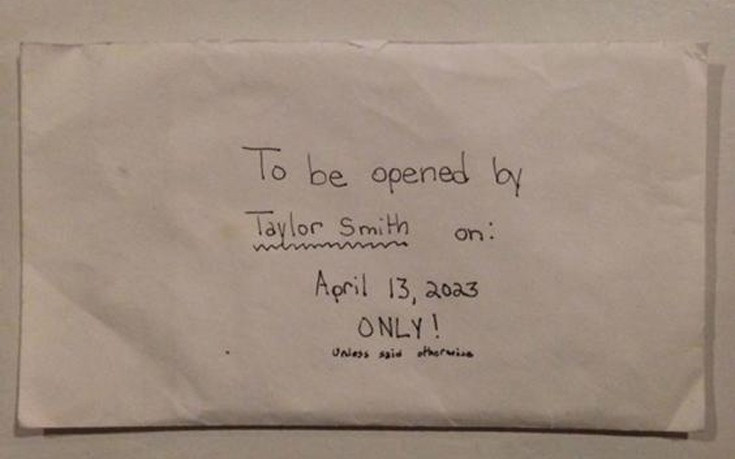 To be opened by
Taylor Smith on:
April 13, 2023
ONLY!
Unless said otherwise